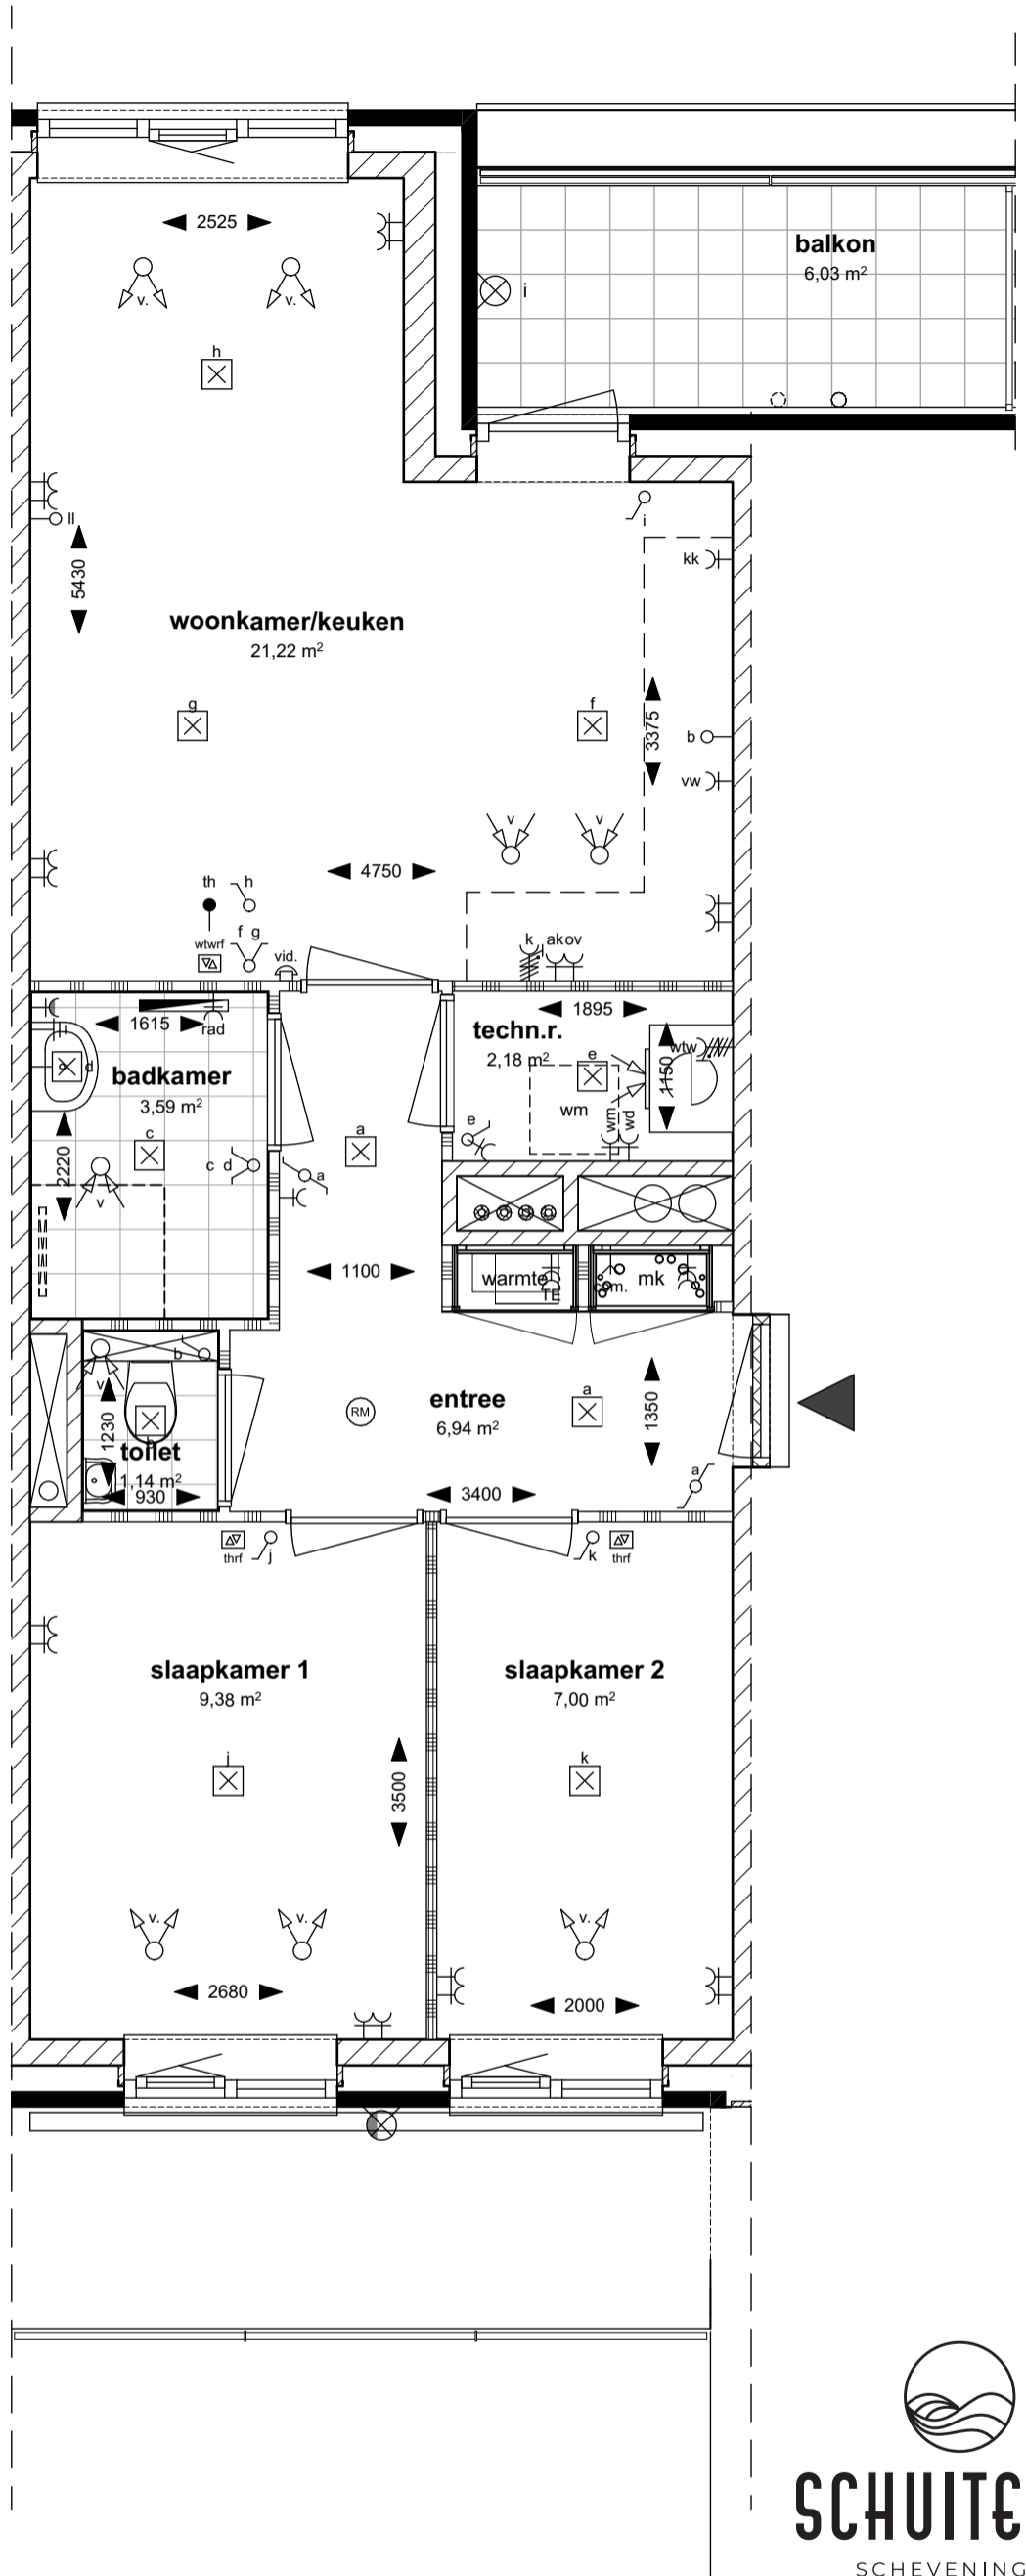 2525
balkon
6,03 m²
v.
v.
i
h
ll
i
kk
5430
woonkamer/keuken
21,22 m²
g
f
3375
b
vw
v
v
4750
th
h
f g
wtwrf
vid.
k
akov
1615
rad
techn.r.
1895
2,18 m²
e
wtw
1150
d
badkamer
3,59 m²
wm
wm
wd
e
c
a
c d
a
2220
v
1100
warmte
TE
com.
mk
b
v
entree
6,94 m²
a
1350
RM
1230
toilet
1,14 m²
930
3400
a
thrf
j
k
thrf
slaapkamer 1
9,38 m²
slaapkamer 2
7,00 m²
j
k
3500
v.
v.
v.
2680
2000
SCHUITE
SCHEVENING